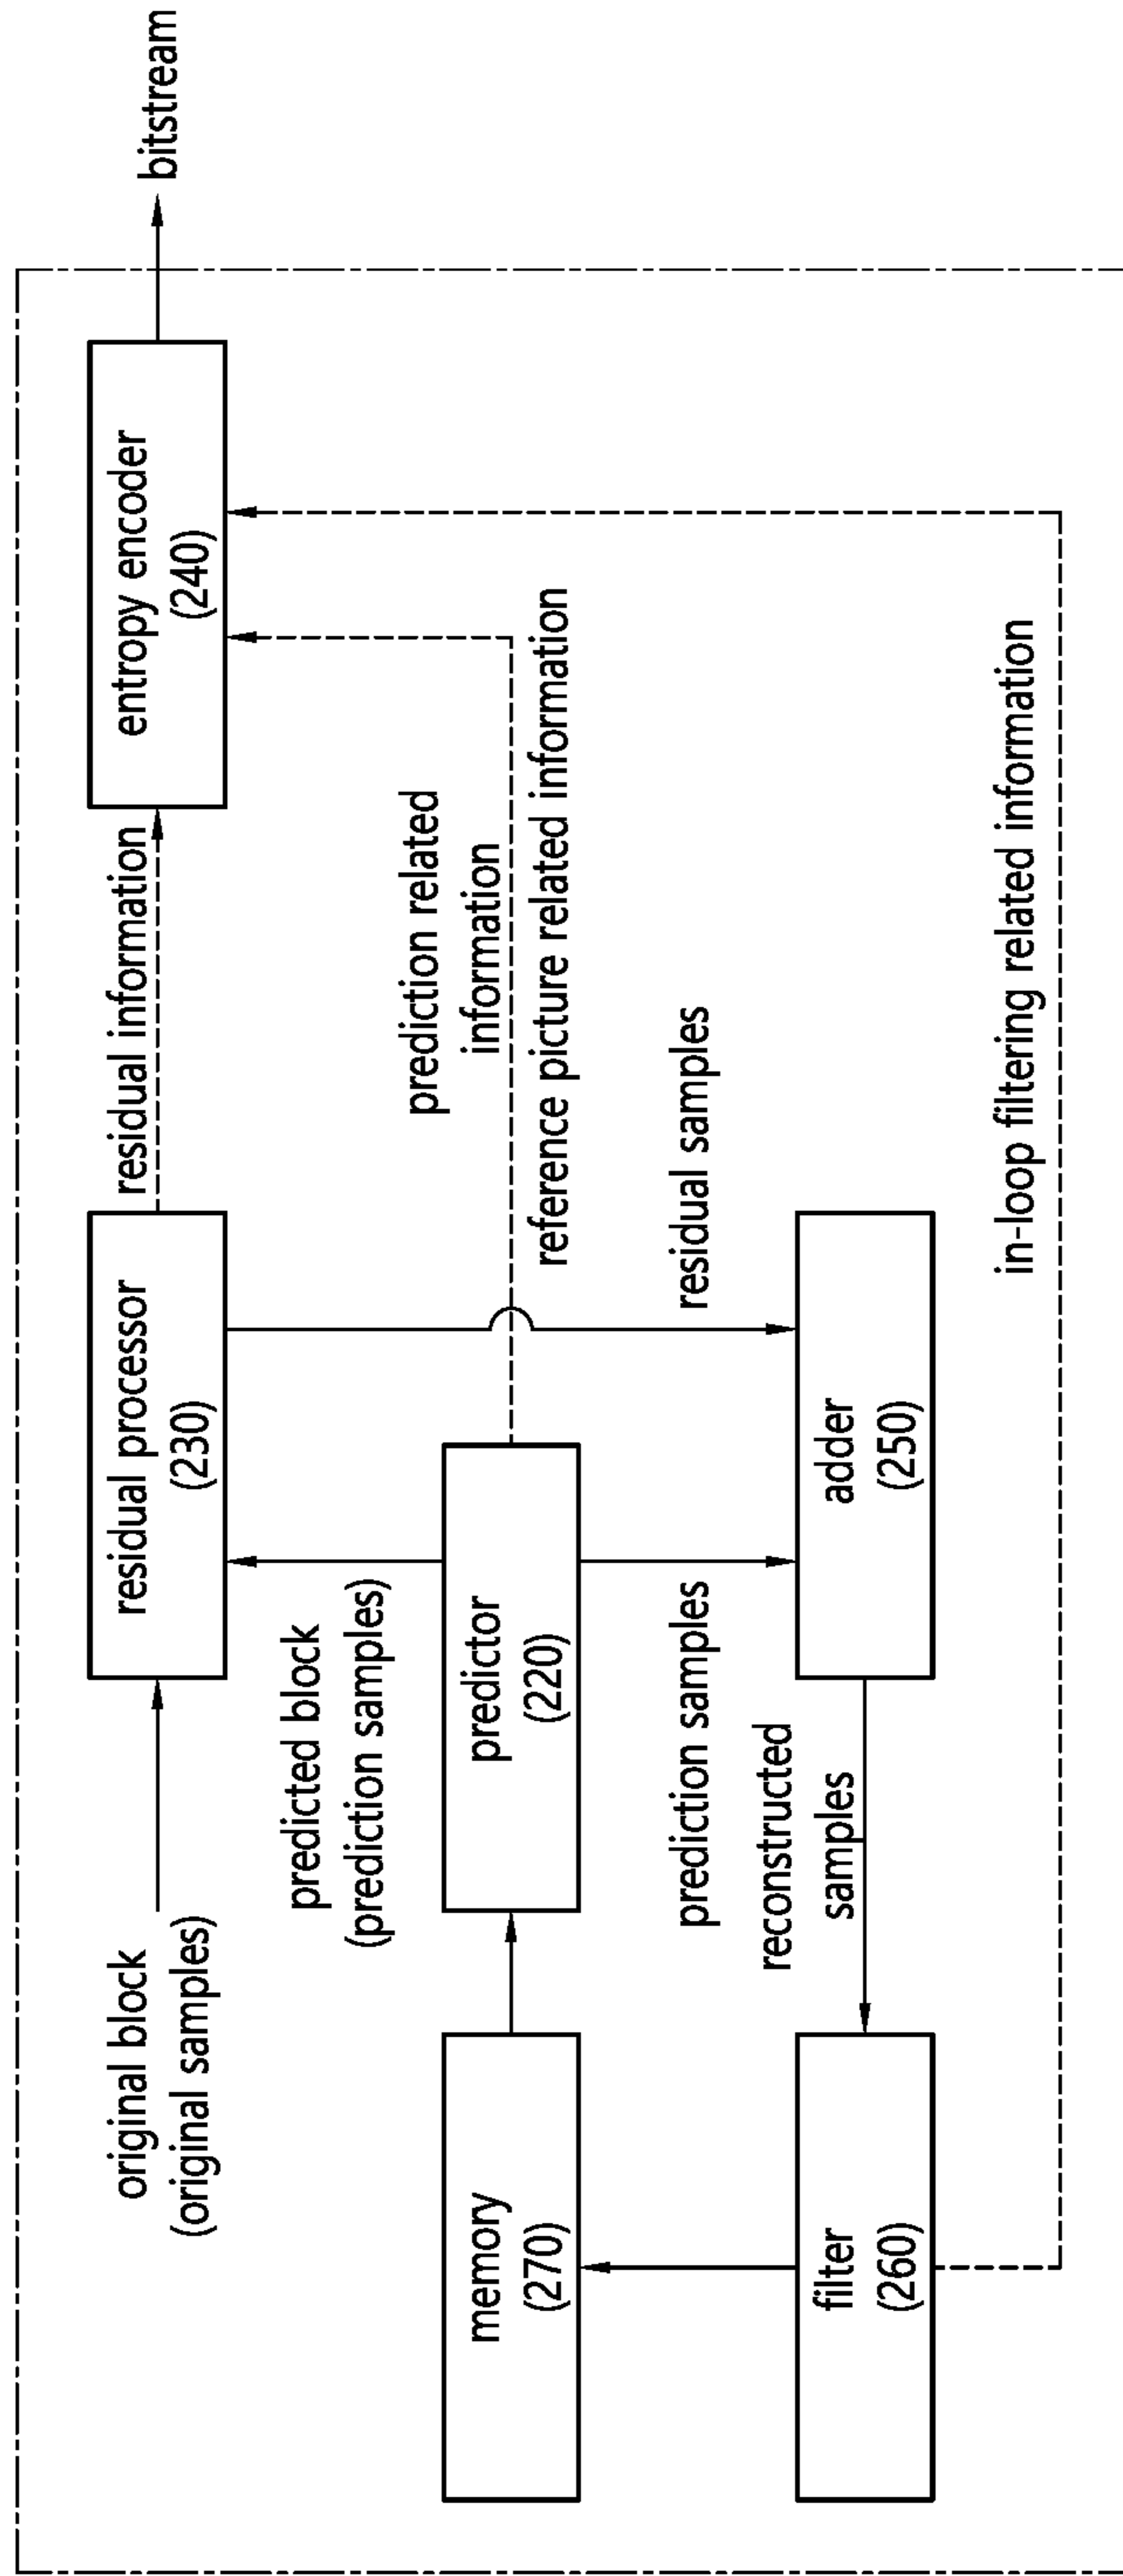 original block
(original samples)
residual processor
(230)
residual information
entropy encoder
(240)
bitstream
predicted block
(prediction samples)
prediction related
information
memory
(270)
predictor
(220)
reference picture related information
prediction samples
residual samples
reconstructed
samples
filter
(260)
adder
(250)
in-loop filtering related information